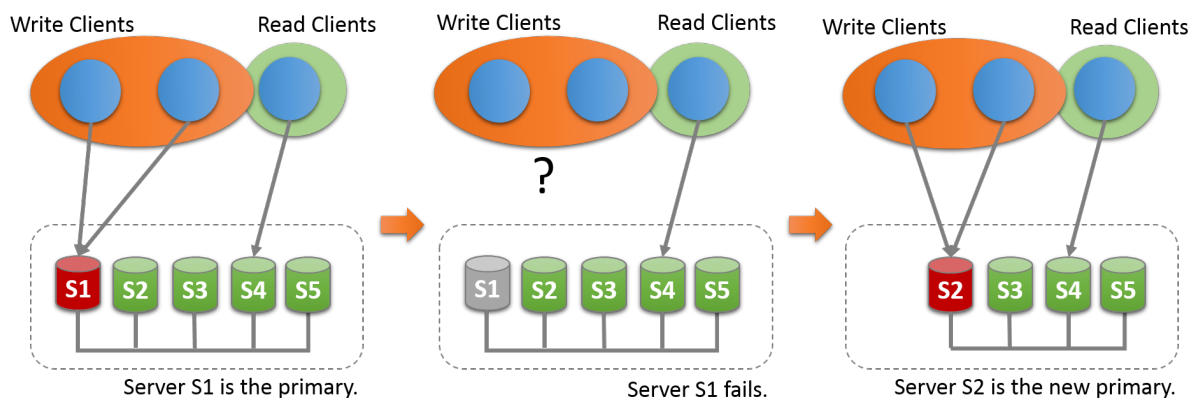 Write Clients
Read Clients
S1
S2
S3
S4
S5
Server S1 is the primary.
Write Clients
Read Clients
?
S1
S2
S3
S4
S5
Server S1 fails.
Write Clients
Read Clients
S2
S3
S4
S5
Server S2 is the new primary.